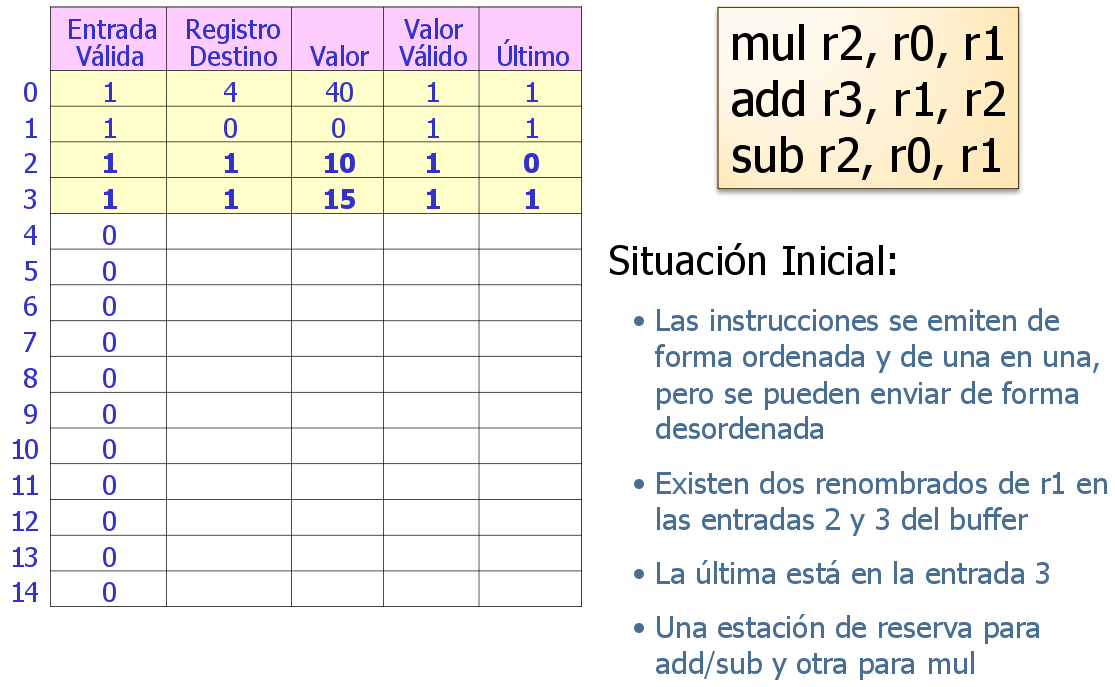 Entrada Válida Registro Destino Valor Valor Válido Último
0 1 4 40 1 1
1 1 0 0 1 1
2 1 1 10 1 0
3 1 1 15 1 1
4 0
5 0
6 0
7 0
8 0
9 0
10 0
11 0
12 0
13 0
14 0
mul r2, r0, r1
add r3, r1, r2
sub r2, r0, r1
Situación Inicial:
• Las instrucciones se emiten de
forma ordenada y de una en una,
pero se pueden enviar de forma
desordenada
• Existen dos renombrados de r1 en
las entradas 2 y 3 del buffer
• La última está en la entrada 3
• Una estación de reserva para
add/sub y otra para mul